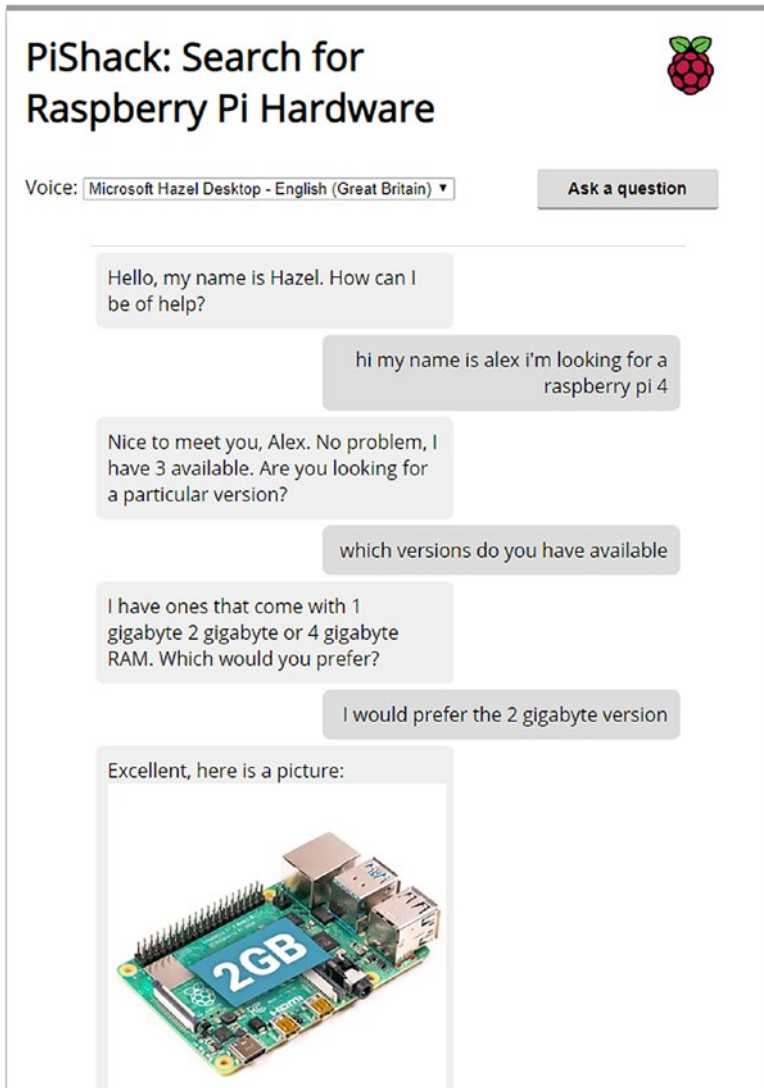 PiShack: Search for
Raspberry Pi Hardware
Voice: Microsoft Hazel Desktop - English (Great Britain) ▼ Ask a question
Hello, my name is Hazel. How can I
be of help?
hi my name is alex i'm looking for a
raspberry pi 4
Nice to meet you, Alex. No problem, I
have 3 available. Are you looking for
a particular version?
which versions do you have available
I have ones that come with 1
gigabyte 2 gigabyte or 4 gigabyte
RAM. Which would you prefer?
I would prefer the 2 gigabyte version
Excellent, here is a picture:
2GB
HDMI